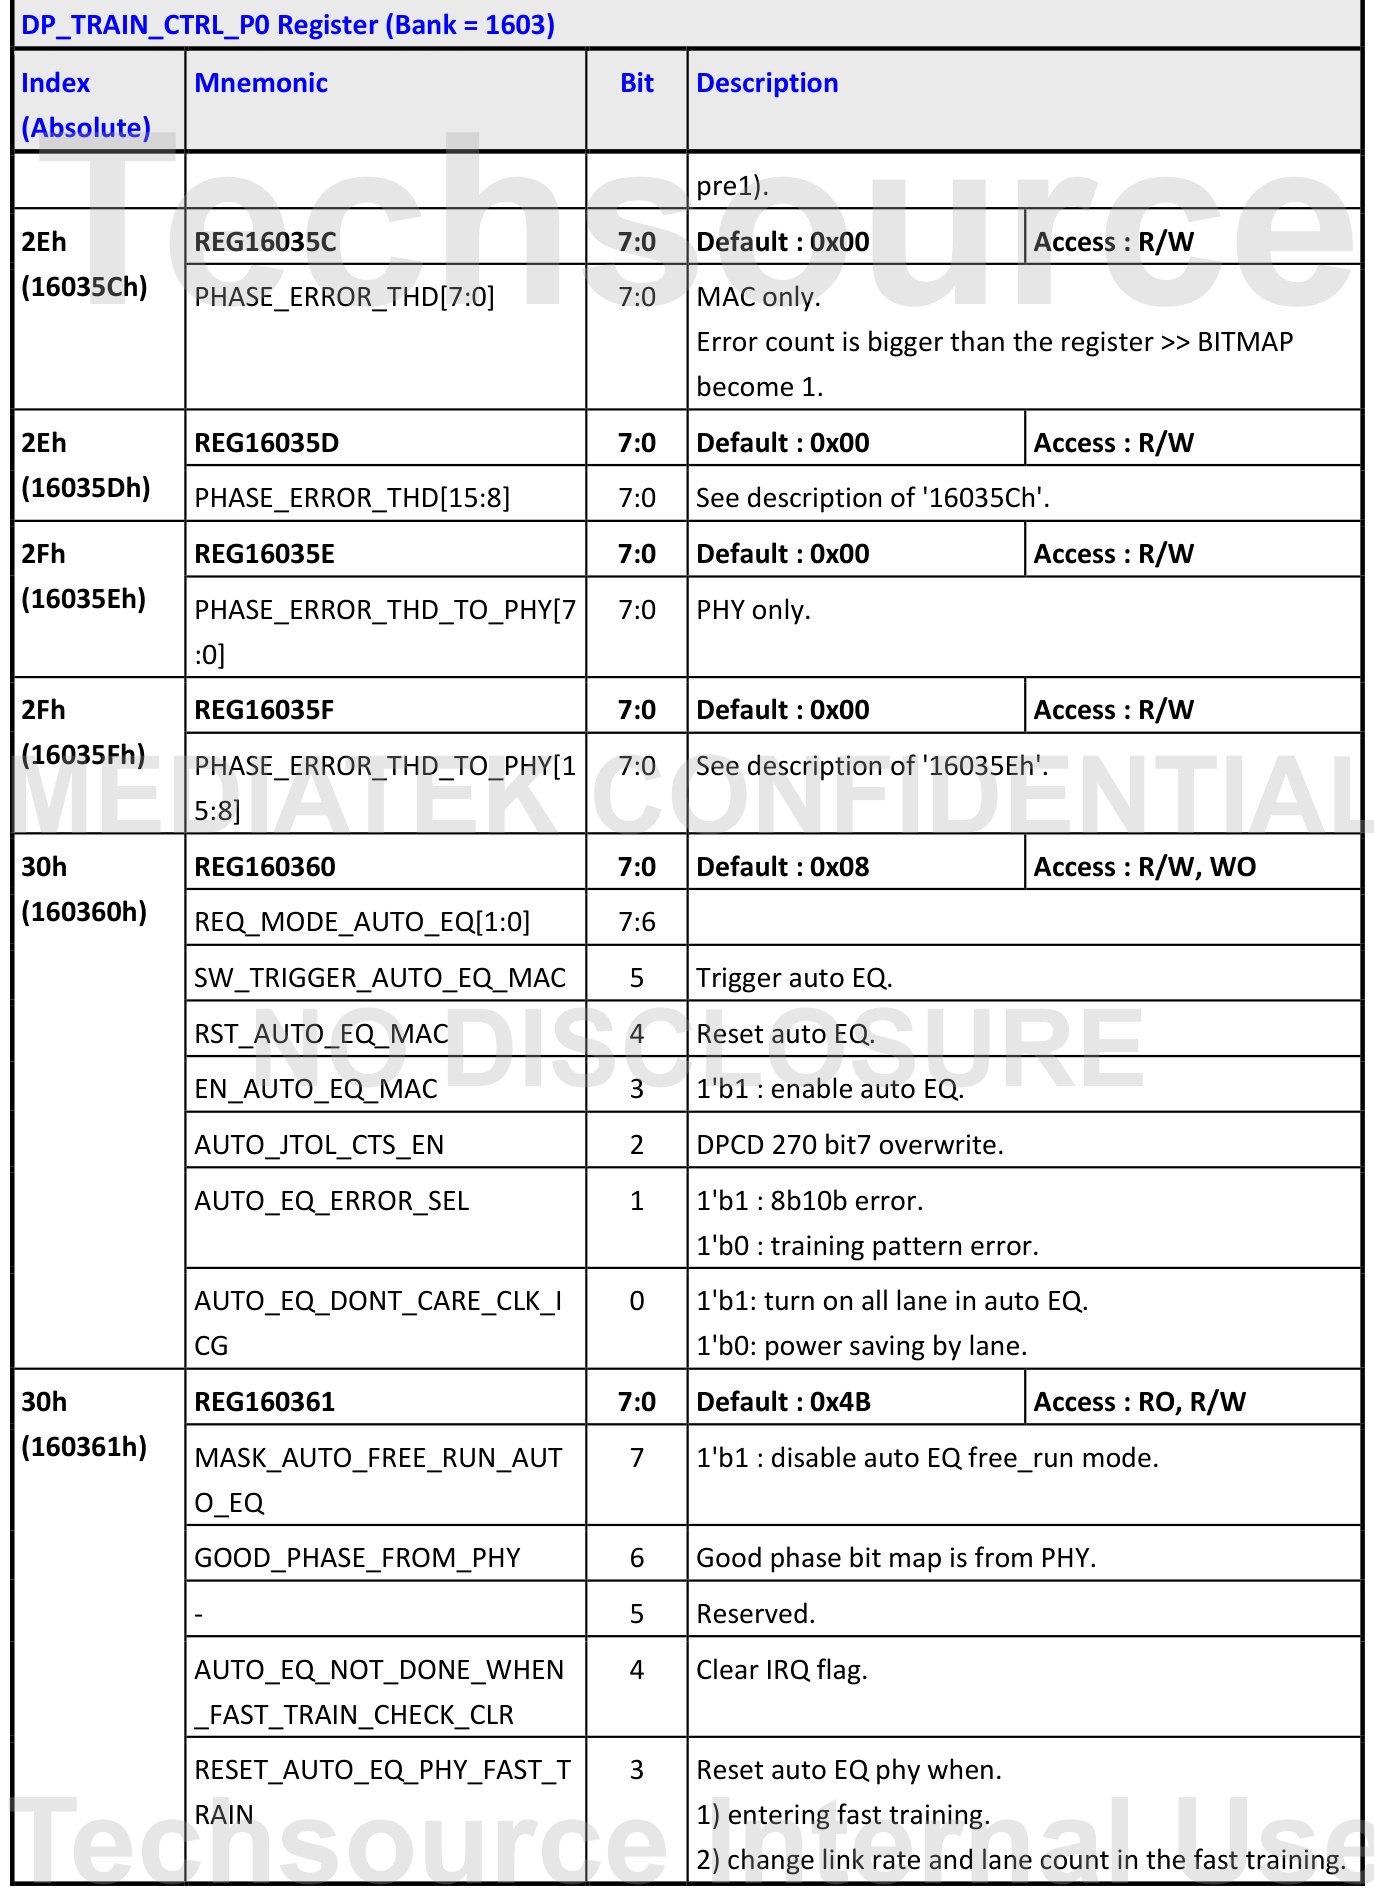 DP_TRAIN_CTRL_P0 Register (Bank = 1603)
Index
(Absolute)
Mnemonic
Bit
Description
pre1).
2Eh
(16035Ch)
REG16035C
7:0
Default : 0x00
Access : R/W
PHASE_ERROR_THD[7:0]
7:0
MAC only.
Error count is bigger than the register >> BITMAP
become 1.
2Eh
(16035Dh)
REG16035D
7:0
Default : 0x00
Access : R/W
PHASE_ERROR_THD[15:8]
7:0
See description of '16035Ch'.
2Fh
(16035Eh)
REG16035E
7:0
Default : 0x00
Access : R/W
PHASE_ERROR_THD_TO_PHY[7
:0]
7:0
PHY only.
2Fh
(16035Fh)
REG16035F
7:0
Default : 0x00
Access : R/W
PHASE_ERROR_THD_TO_PHY[1
5:8]
7:0
See description of '16035Eh'.
30h
(160360h)
REG160360
7:0
Default : 0x08
Access : R/W, WO
REQ_MODE_AUTO_EQ[1:0]
7:6
SW_TRIGGER_AUTO_EQ_MAC
5
Trigger auto EQ.
RST_AUTO_EQ_MAC
4
Reset auto EQ.
EN_AUTO_EQ_MAC
3
1'b1 : enable auto EQ.
AUTO_JTOL_CTS_EN
2
DPCD 270 bit7 overwrite.
AUTO_EQ_ERROR_SEL
1
1'b1 : 8b10b error.
1'b0 : training pattern error.
AUTO_EQ_DONT_CARE_CLK_I
CG
0
1'b1: turn on all lane in auto EQ.
1'b0: power saving by lane.
30h
(160361h)
REG160361
7:0
Default : 0x4B
Access : RO, R/W
MASK_AUTO_FREE_RUN_AUT
O_EQ
7
1'b1 : disable auto EQ free_run mode.
GOOD_PHASE_FROM_PHY
6
Good phase bit map is from PHY.
-
5
Reserved.
AUTO_EQ_NOT_DONE_WHEN
_FAST_TRAIN_CHECK_CLR
4
Clear IRQ flag.
RESET_AUTO_EQ_PHY_FAST_T
RAIN
3
Reset auto EQ phy when.
1) entering fast training.
2) change link rate and lane count in the fast training.
Techsource
MEDIATEK CONFIDENTIAL
NO DISCLOSURE
Techsource Internal Use